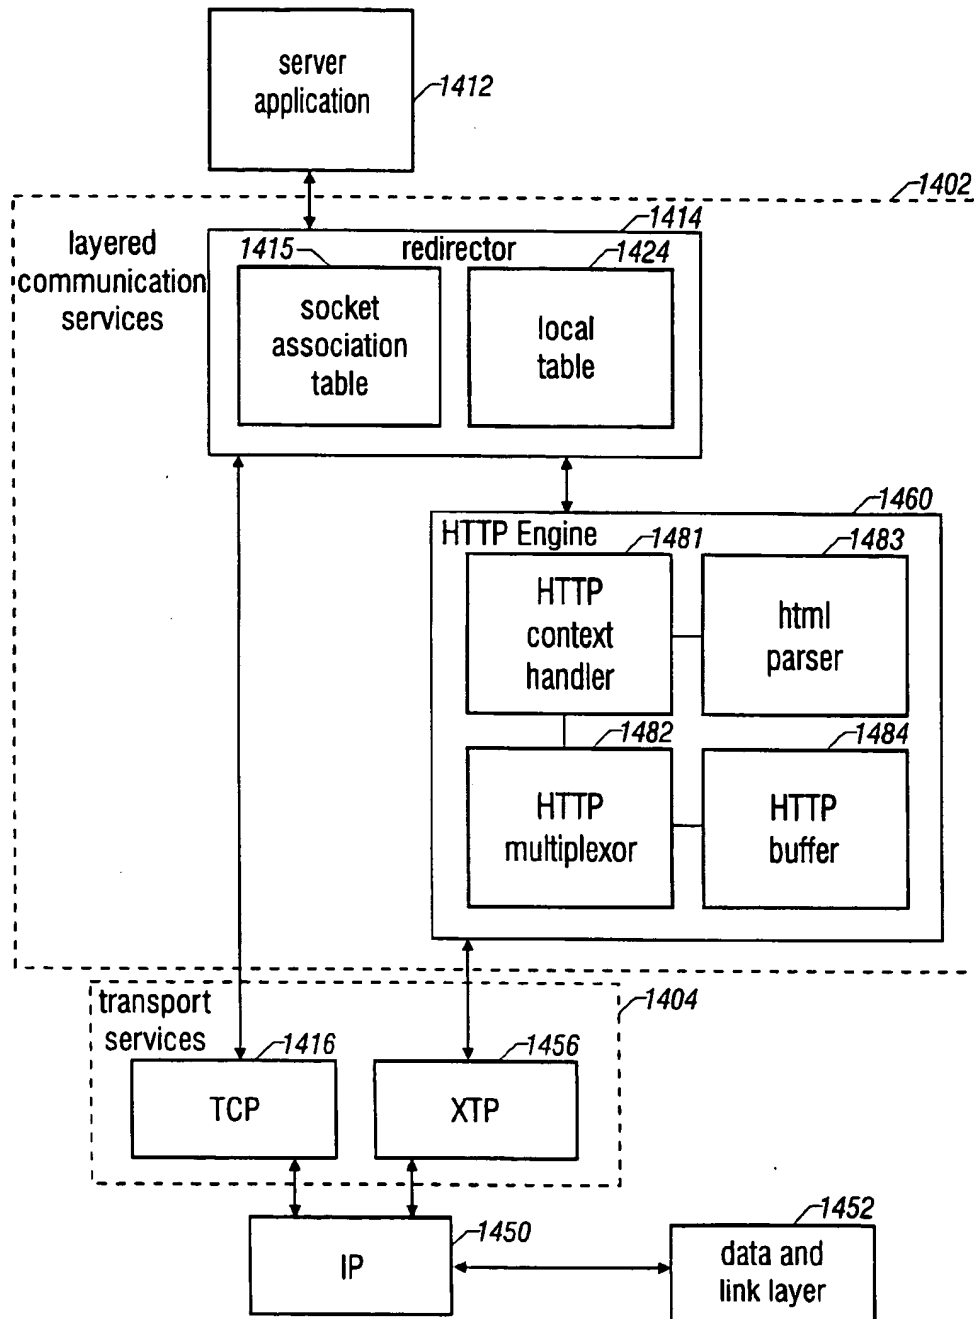 server
application
1412
1402
layered
communication
services
1414
redirector
1415
1424
socket
association
table
local
table
1460
HTTP Engine
1481
1483
HTTP
context
handler
html
parser
1482
1484
HTTP
multiplexor
HTTP
buffer
transport
services
1404
1416
1456
TCP
XTP
1450
IP
1452
data and
link layer